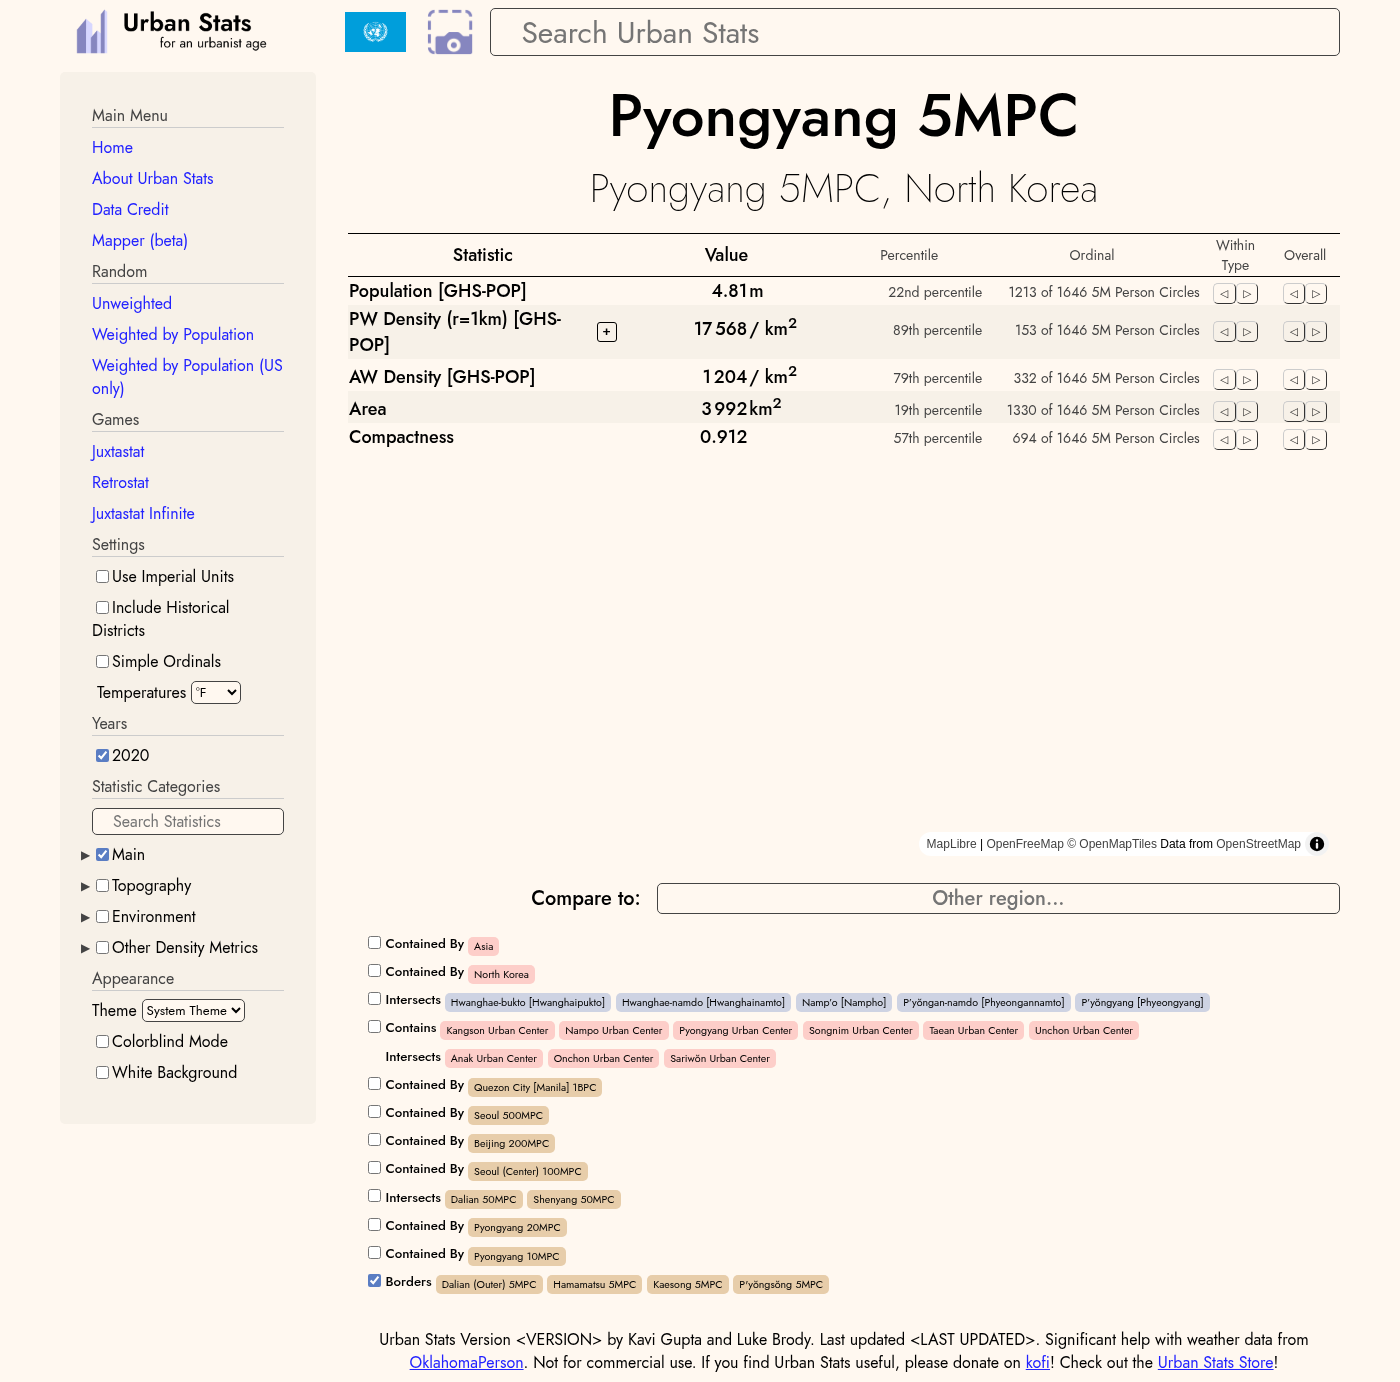 Urban Stats
for an urbanist age
Search Urban Stats
Main Menu
Home
About Urban Stats
Data Credit
Mapper (beta)
Random
Unweighted
Weighted by Population
Weighted by Population (US
only)
Games
Juxtastat
Retrostat
Juxtastat Infinite
Settings
Use Imperial Units
Include Historical
Districts
Simple Ordinals
Temperatures °F
Years
2020
Statistic Categories
Search Statistics
Main
Topography
Environment
Other Density Metrics
Appearance
Theme System Theme
Colorblind Mode
White Background
Pyongyang 5MPC
Pyongyang 5MPC, North Korea
Statistic Value Percentile Ordinal Within Type Overall
Population [GHS-POP] 4.81 m 22nd percentile 1213 of 1646 5M Person Circles
PW Density (r=1km) [GHS-POP] + 17 568 / km² 89th percentile 153 of 1646 5M Person Circles
AW Density [GHS-POP] 1 204 / km² 79th percentile 332 of 1646 5M Person Circles
Area 3 992 km² 19th percentile 1330 of 1646 5M Person Circles
Compactness 0.912 57th percentile 694 of 1646 5M Person Circles
MapLibre | OpenFreeMap © OpenMapTiles Data from OpenStreetMap
Compare to: Other region...
Contained By Asia
Contained By North Korea
Intersects Hwanghae-bukto [Hwanghaipukto] Hwanghae-namdo [Hwanghainamto] Namp'o [Nampho] P'yŏngan-namdo [Phyeongannamto] P'yŏngyang [Phyeongyang]
Contains Kangson Urban Center Nampo Urban Center Pyongyang Urban Center Songnim Urban Center Taean Urban Center Unchon Urban Center
Intersects Anak Urban Center Onchon Urban Center Sariwŏn Urban Center
Contained By Quezon City [Manila] 1BPC
Contained By Seoul 500MPC
Contained By Beijing 200MPC
Contained By Seoul (Center) 100MPC
Intersects Dalian 50MPC Shenyang 50MPC
Contained By Pyongyang 20MPC
Contained By Pyongyang 10MPC
Borders Dalian (Outer) 5MPC Hamamatsu 5MPC Kaesong 5MPC P'yŏngsŏng 5MPC
Urban Stats Version <VERSION> by Kavi Gupta and Luke Brody. Last updated <LAST UPDATED>. Significant help with weather data from
OklahomaPerson. Not for commercial use. If you find Urban Stats useful, please donate on kofi! Check out the Urban Stats Store!